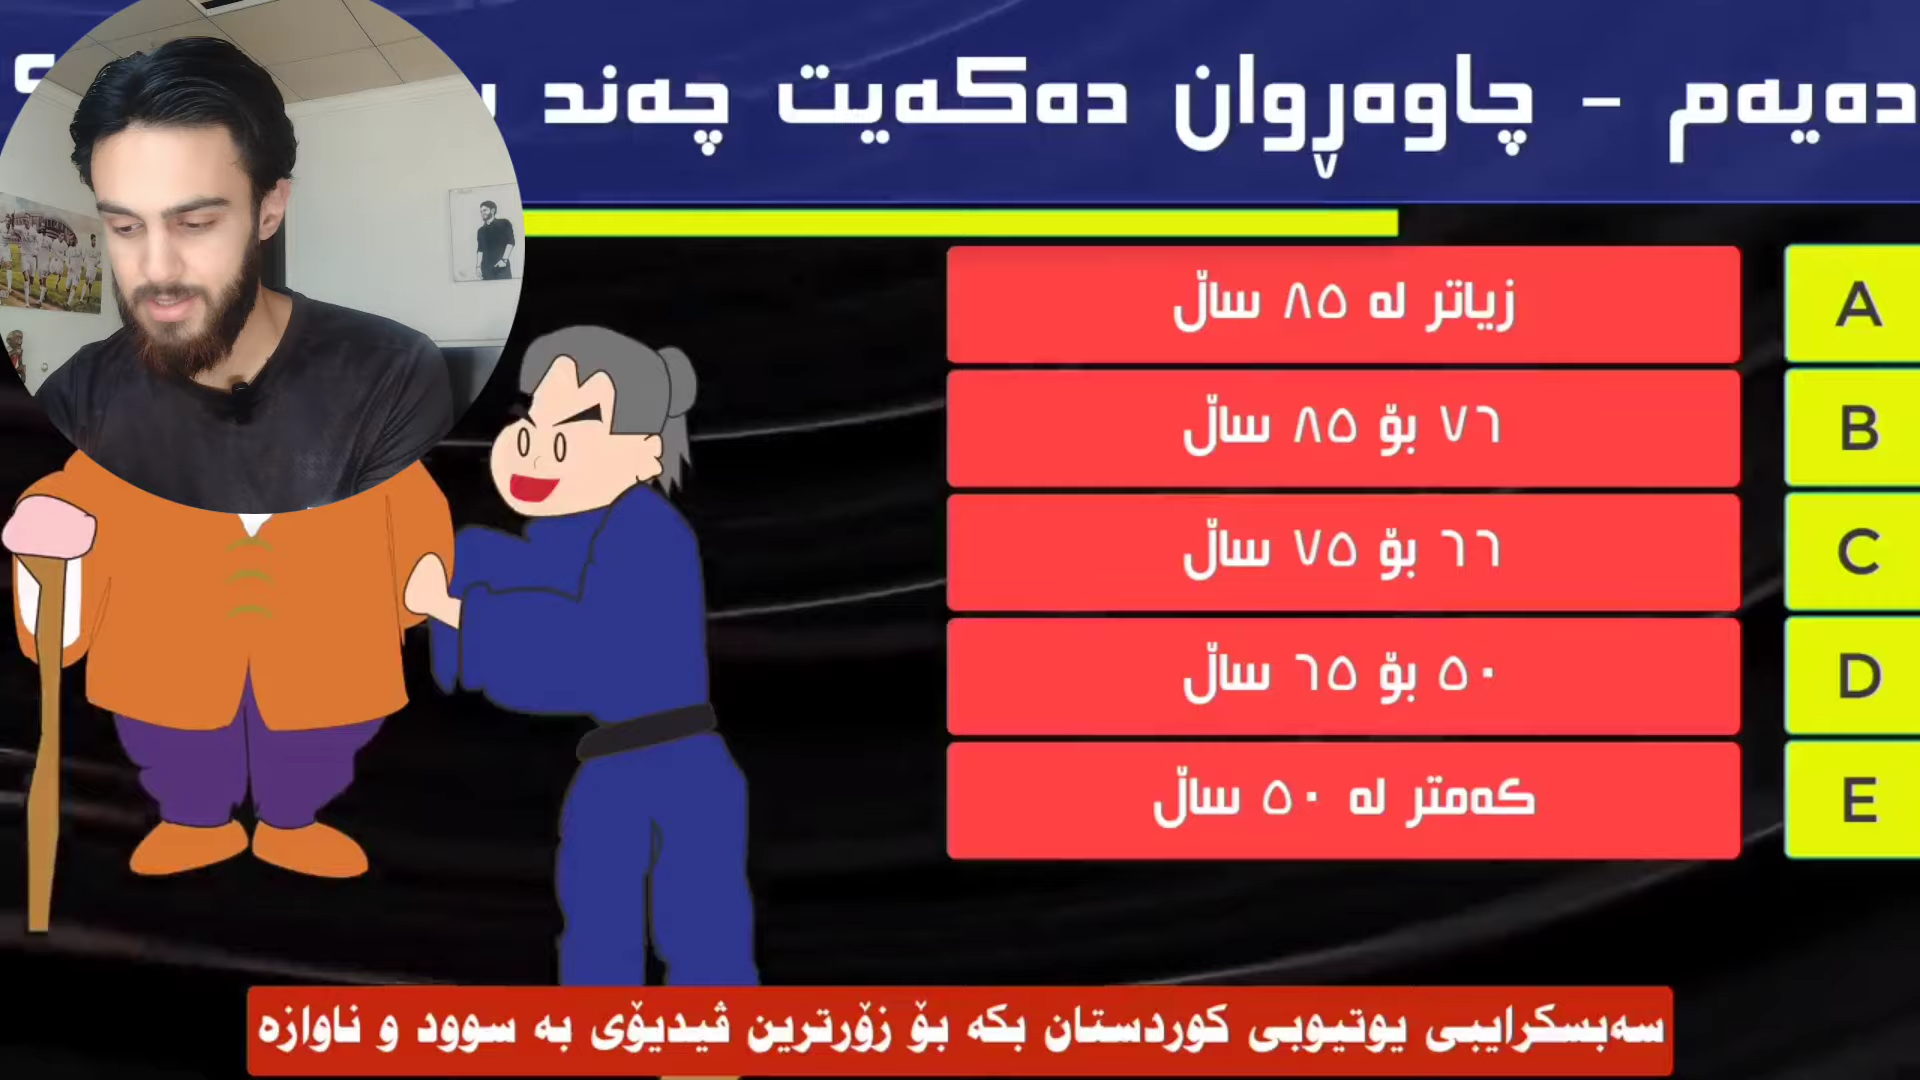 دەیەم - چاوەڕوان دەکەیت چەند
زیاتر لە ٨٥ ساڵ
A
٧٦ بۆ ٨٥ ساڵ
B
٦٦ بۆ ٧٥ ساڵ
C
٥٠ بۆ ٦٥ ساڵ
D
کەمتر لە ٥٠ ساڵ
E
سەبسکرایبی یوتیوبی کوردستان بکە بۆ زۆرترین ڤیدیۆی بە سوود و ناوازە